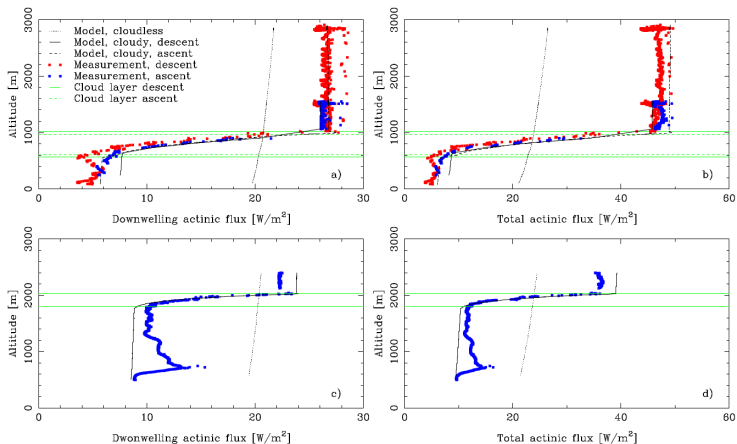 Model, cloudless
Model, cloudy, descent
Model, cloudy, ascent
Measurement, descent
Measurement, ascent
Cloud layer descent
Cloud layer ascent
Altitude [m]
0 1000 2000 3000
0 10 20 30
Downwelling actinic flux [W/m²]
a)
Altitude [m]
0 1000 2000 3000
0 20 40 60
Total actinic flux [W/m²]
b)
Altitude [m]
0 1000 2000 3000
0 10 20 30
Dwonwelling actinic flux [W/m²]
c)
Altitude [m]
0 1000 2000 3000
0 20 40 60
Total actinic flux [W/m²]
d)